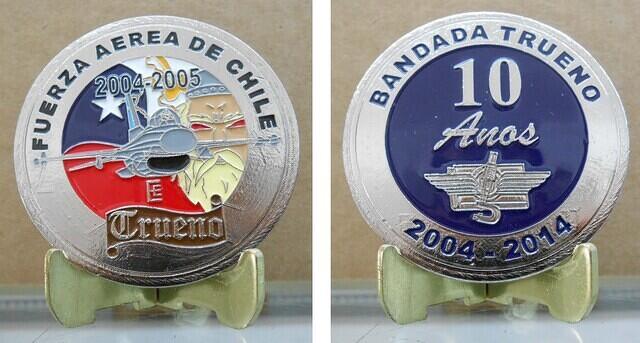 FUERZA AEREA DE CHILE
2004-2005
E
Trueno
BANDADA TRUENO
10
Anos
2004 - 2014